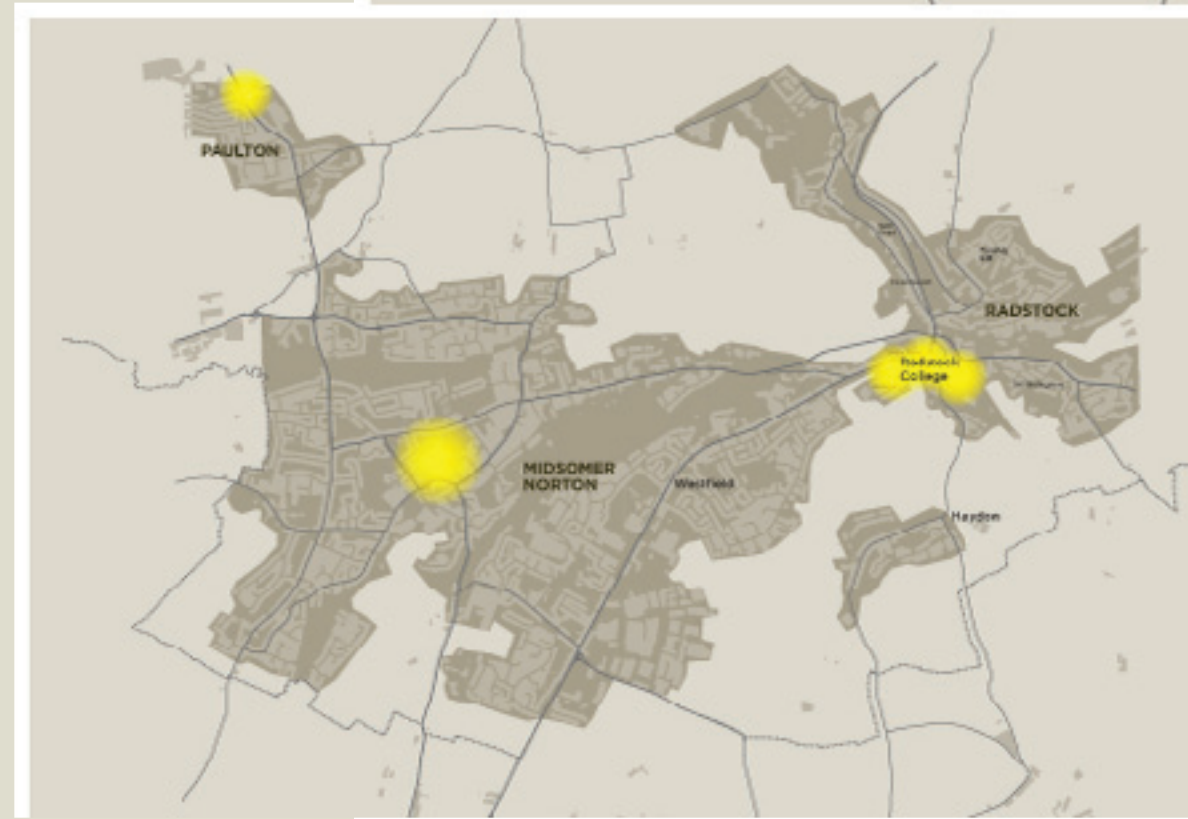 PAULTON
RADSTOCK
Radstock
College
MIDSOMER
NORTON
Westfield
Haydon